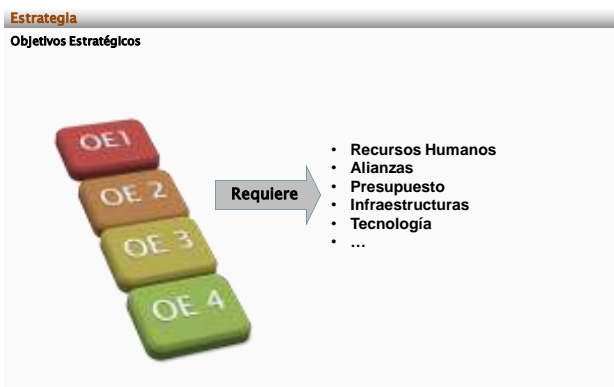 Estrategia
Objetivos Estratégicos
OE1
OE 2
OE 3
OE 4
Requiere
• Recursos Humanos
• Alianzas
• Presupuesto
• Infraestructuras
• Tecnología
• …